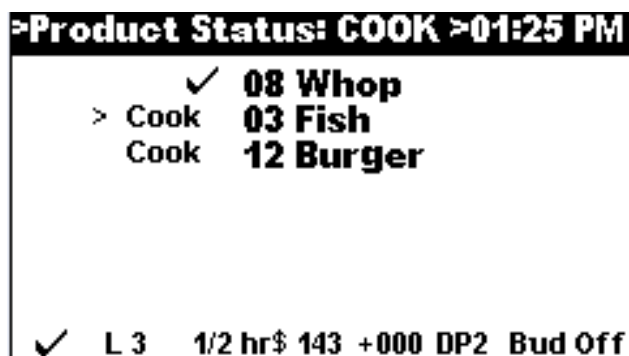 >Product Status: COOK >01:25 PM
✓ 08 Whop
> Cook 03 Fish
Cook 12 Burger
✓ L 3 1/2 hr$ 143 +000 DP2 Bud Off